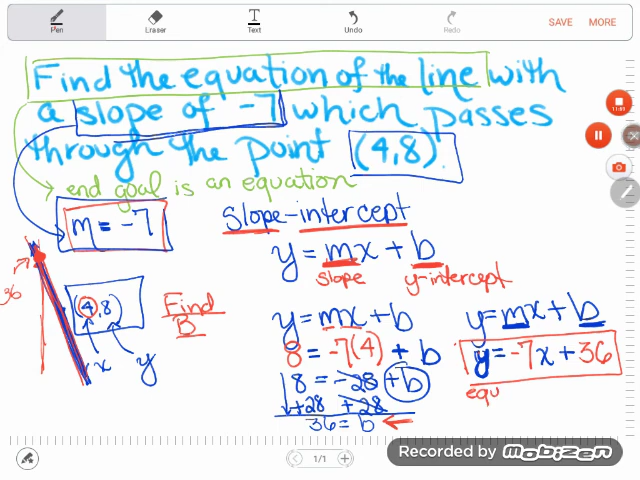 Pen
Eraser
Text
Undo
Redo
SAVE
MORE
Find the equation of the line with
a slope of -7 which passes
through the point (4,8).
end goal is an equation
m = -7
Slope-intercept
y = mx + b
slope
y-intercept
36
(4,8)
x
y
Find
B
y = mx + b
8 = -7(4) + b
8 = -28 + b
+28 +28
36 = b
y = mx + b
y = -7x + 36
equ
1/1
Recorded by
mobizen